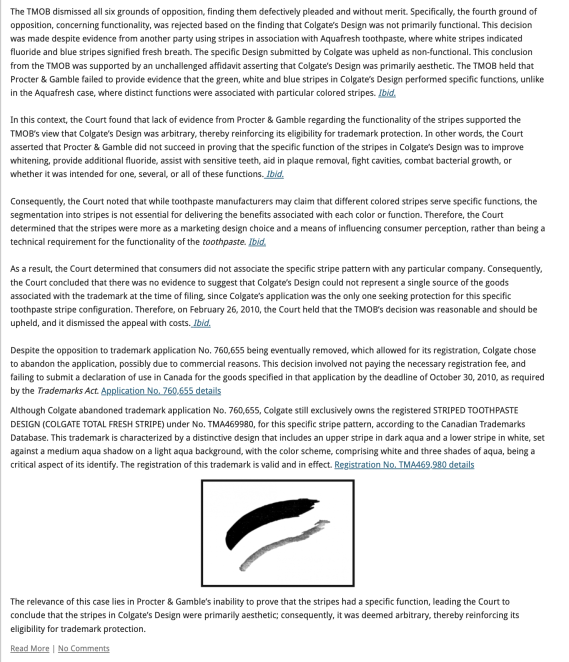 The TMOB dismissed all six grounds of opposition, finding them defectively pleaded and without merit. Specifically, the fourth ground of
opposition, concerning functionality, was rejected based on the finding that Colgate's Design was not primarily functional. This decision
was made despite evidence from another party using stripes in association with Aquafresh toothpaste, where white stripes indicated
fluoride and blue stripes signified fresh breath. The specific Design submitted by Colgate was upheld as non-functional. This conclusion
from the TMOB was supported by an unchallenged affidavit asserting that Colgate's Design was primarily aesthetic. The TMOB held that
Procter & Gamble failed to provide evidence that the green, white and blue stripes in Colgate's Design performed specific functions, unlike
in the Aquafresh case, where distinct functions were associated with particular colored stripes. Ibid.
In this context, the Court found that lack of evidence from Procter & Gamble regarding the functionality of the stripes supported the
TMOB's view that Colgate's Design was arbitrary, thereby reinforcing its eligibility for trademark protection. In other words, the Court
asserted that Procter & Gamble did not succeed in proving that the specific function of the stripes in Colgate's Design was to improve
whitening, provide additional fluoride, assist with sensitive teeth, aid in plaque removal, fight cavities, combat bacterial growth, or
whether it was intended for one, several, or all of these functions. Ibid.
Consequently, the Court noted that while toothpaste manufacturers may claim that different colored stripes serve specific functions, the
segmentation into stripes is not essential for delivering the benefits associated with each color or function. Therefore, the Court
determined that the stripes were more as a marketing design choice and a means of influencing consumer perception, rather than being a
technical requirement for the functionality of the toothpaste. Ibid.
As a result, the Court determined that consumers did not associate the specific stripe pattern with any particular company. Consequently,
the Court concluded that there was no evidence to suggest that Colgate's Design could not represent a single source of the goods
associated with the trademark at the time of filing, since Colgate's application was the only one seeking protection for this specific
toothpaste stripe configuration. Therefore, on February 26, 2010, the Court held that the TMOB's decision was reasonable and should be
upheld, and it dismissed the appeal with costs. Ibid.
Despite the opposition to trademark application No. 760,655 being eventually removed, which allowed for its registration, Colgate chose
to abandon the application, possibly due to commercial reasons. This decision involved not paying the necessary registration fee, and
failing to submit a declaration of use in Canada for the goods specified in that application by the deadline of October 30, 2010, as required
by the Trademarks Act. Application No. 760,655 details
Although Colgate abandoned trademark application No. 760,655, Colgate still exclusively owns the registered STRIPED TOOTHPASTE
DESIGN (COLGATE TOTAL FRESH STRIPE) under No. TMA469980, for this specific stripe pattern, according to the Canadian Trademarks
Database. This trademark is characterized by a distinctive design that includes an upper stripe in dark aqua and a lower stripe in white, set
against a medium aqua shadow on a light aqua background, with the color scheme, comprising white and three shades of aqua, being a
critical aspect of its identify. The registration of this trademark is valid and in effect. Registration No. TMA469,980 details
The relevance of this case lies in Procter & Gamble's inability to prove that the stripes had a specific function, leading the Court to
conclude that the stripes in Colgate's Design were primarily aesthetic; consequently, it was deemed arbitrary, thereby reinforcing its
eligibility for trademark protection.
Read More | No Comments